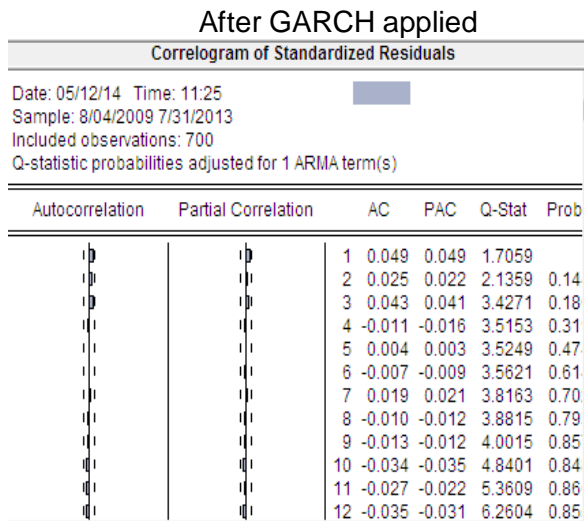 After GARCH applied
Correlogram of Standardized Residuals
Date: 05/12/14 Time: 11:25
Sample: 8/04/2009 7/31/2013
Included observations: 700
Q-statistic probabilities adjusted for 1 ARMA term(s)
Autocorrelation Partial Correlation AC PAC Q-Stat Prob
1 0.049 0.049 1.7059
2 0.025 0.022 2.1359 0.14
3 0.043 0.041 3.4271 0.18
4 -0.011 -0.016 3.5153 0.31
5 0.004 0.003 3.5249 0.47
6 -0.007 -0.009 3.5621 0.61
7 0.019 0.021 3.8163 0.70
8 -0.010 -0.012 3.8815 0.79
9 -0.013 -0.012 4.0015 0.85
10 -0.034 -0.035 4.8401 0.84
11 -0.027 -0.022 5.3609 0.86
12 -0.035 -0.031 6.2604 0.85